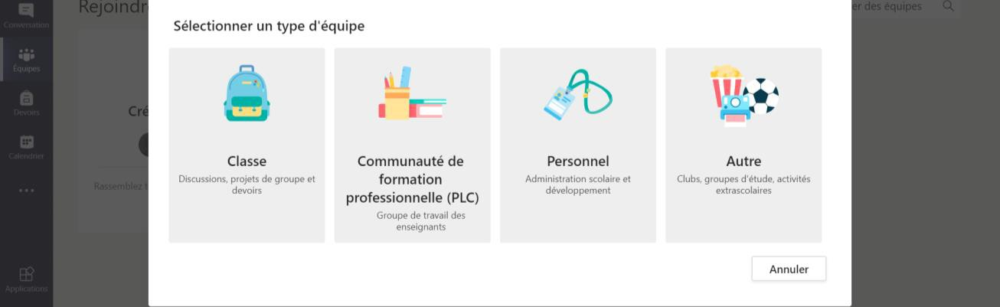 Rejoindr
er des équipes
Conversation
Équipes
Devoirs
Calendrier
Applications
Cré
Rassemblez t
Sélectionner un type d'équipe
Classe
Discussions, projets de groupe et
devoirs
Communauté de
formation
professionnelle (PLC)
Groupe de travail des
enseignants
Personnel
Administration scolaire et
développement
Autre
Clubs, groupes d'étude, activités
extrascolaires
Annuler